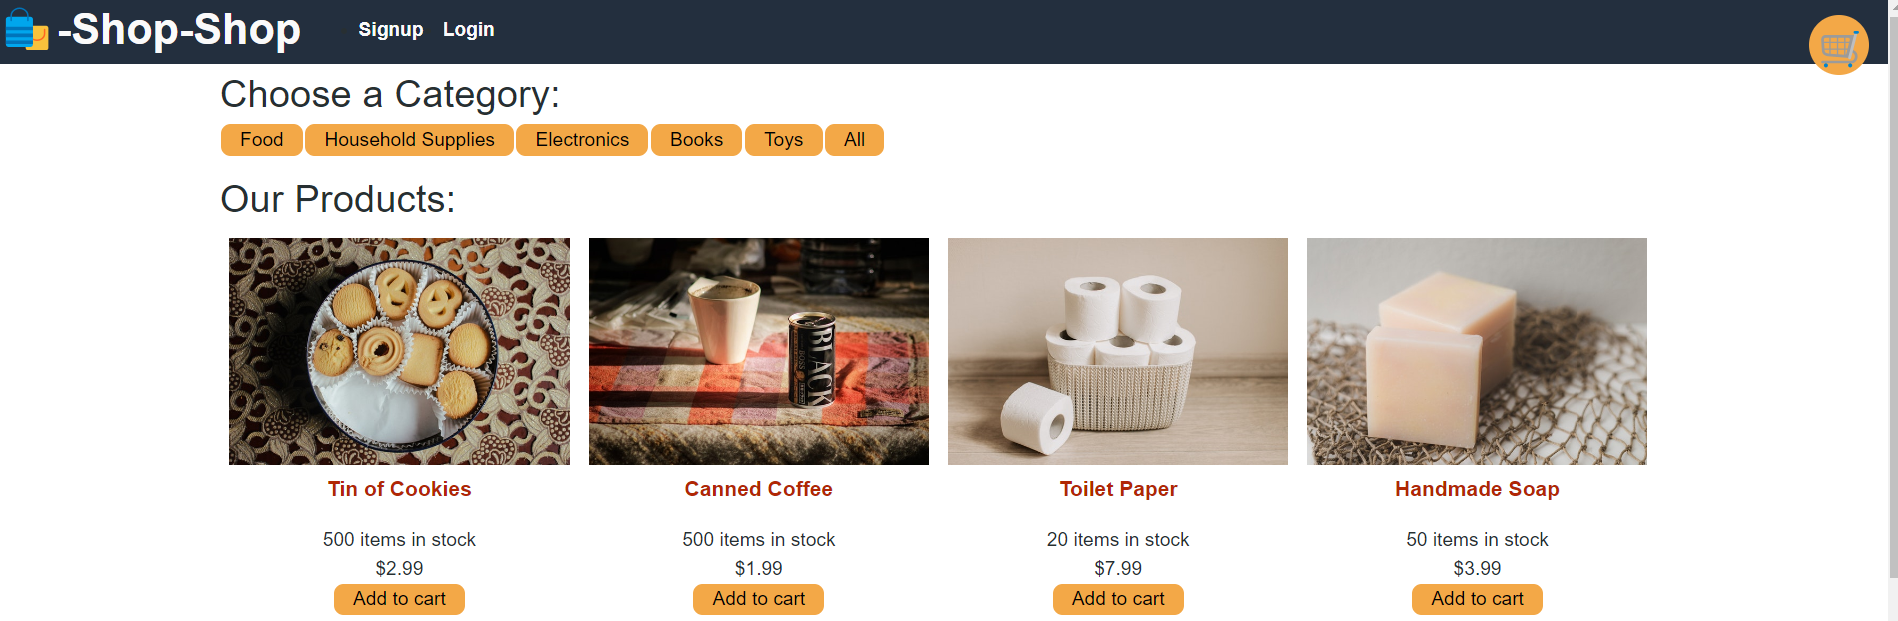 -Shop-Shop
Signup Login
Choose a Category:
Food Household Supplies Electronics Books Toys All
Our Products:
BLACK
BOSS
Tin of Cookies Canned Coffee Toilet Paper Handmade Soap
500 items in stock 500 items in stock 20 items in stock 50 items in stock
$2.99 $1.99 $7.99 $3.99
Add to cart Add to cart Add to cart Add to cart